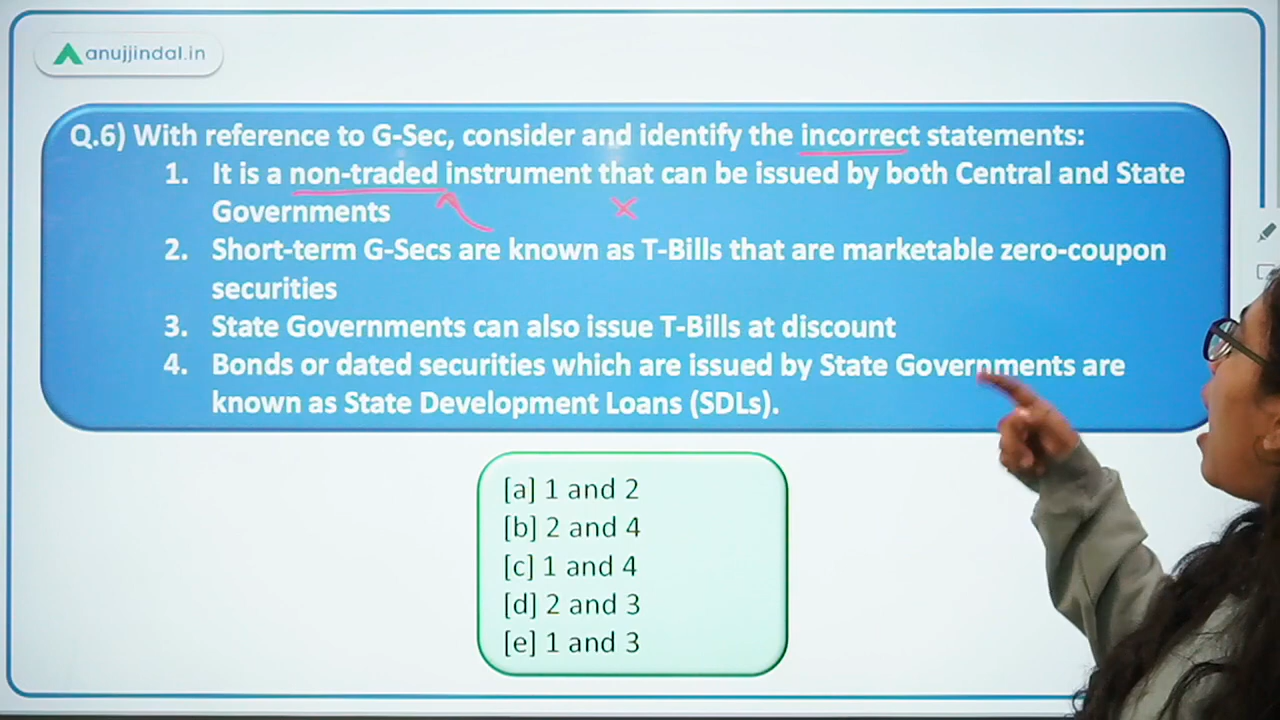 anujjindal.in
Q.6) With reference to G-Sec, consider and identify the incorrect statements:
1. It is a non-traded instrument that can be issued by both Central and State
Governments
2. Short-term G-Secs are known as T-Bills that are marketable zero-coupon
securities
3. State Governments can also issue T-Bills at discount
4. Bonds or dated securities which are issued by State Governments are
known as State Development Loans (SDLs).
[a] 1 and 2
[b] 2 and 4
[c] 1 and 4
[d] 2 and 3
[e] 1 and 3